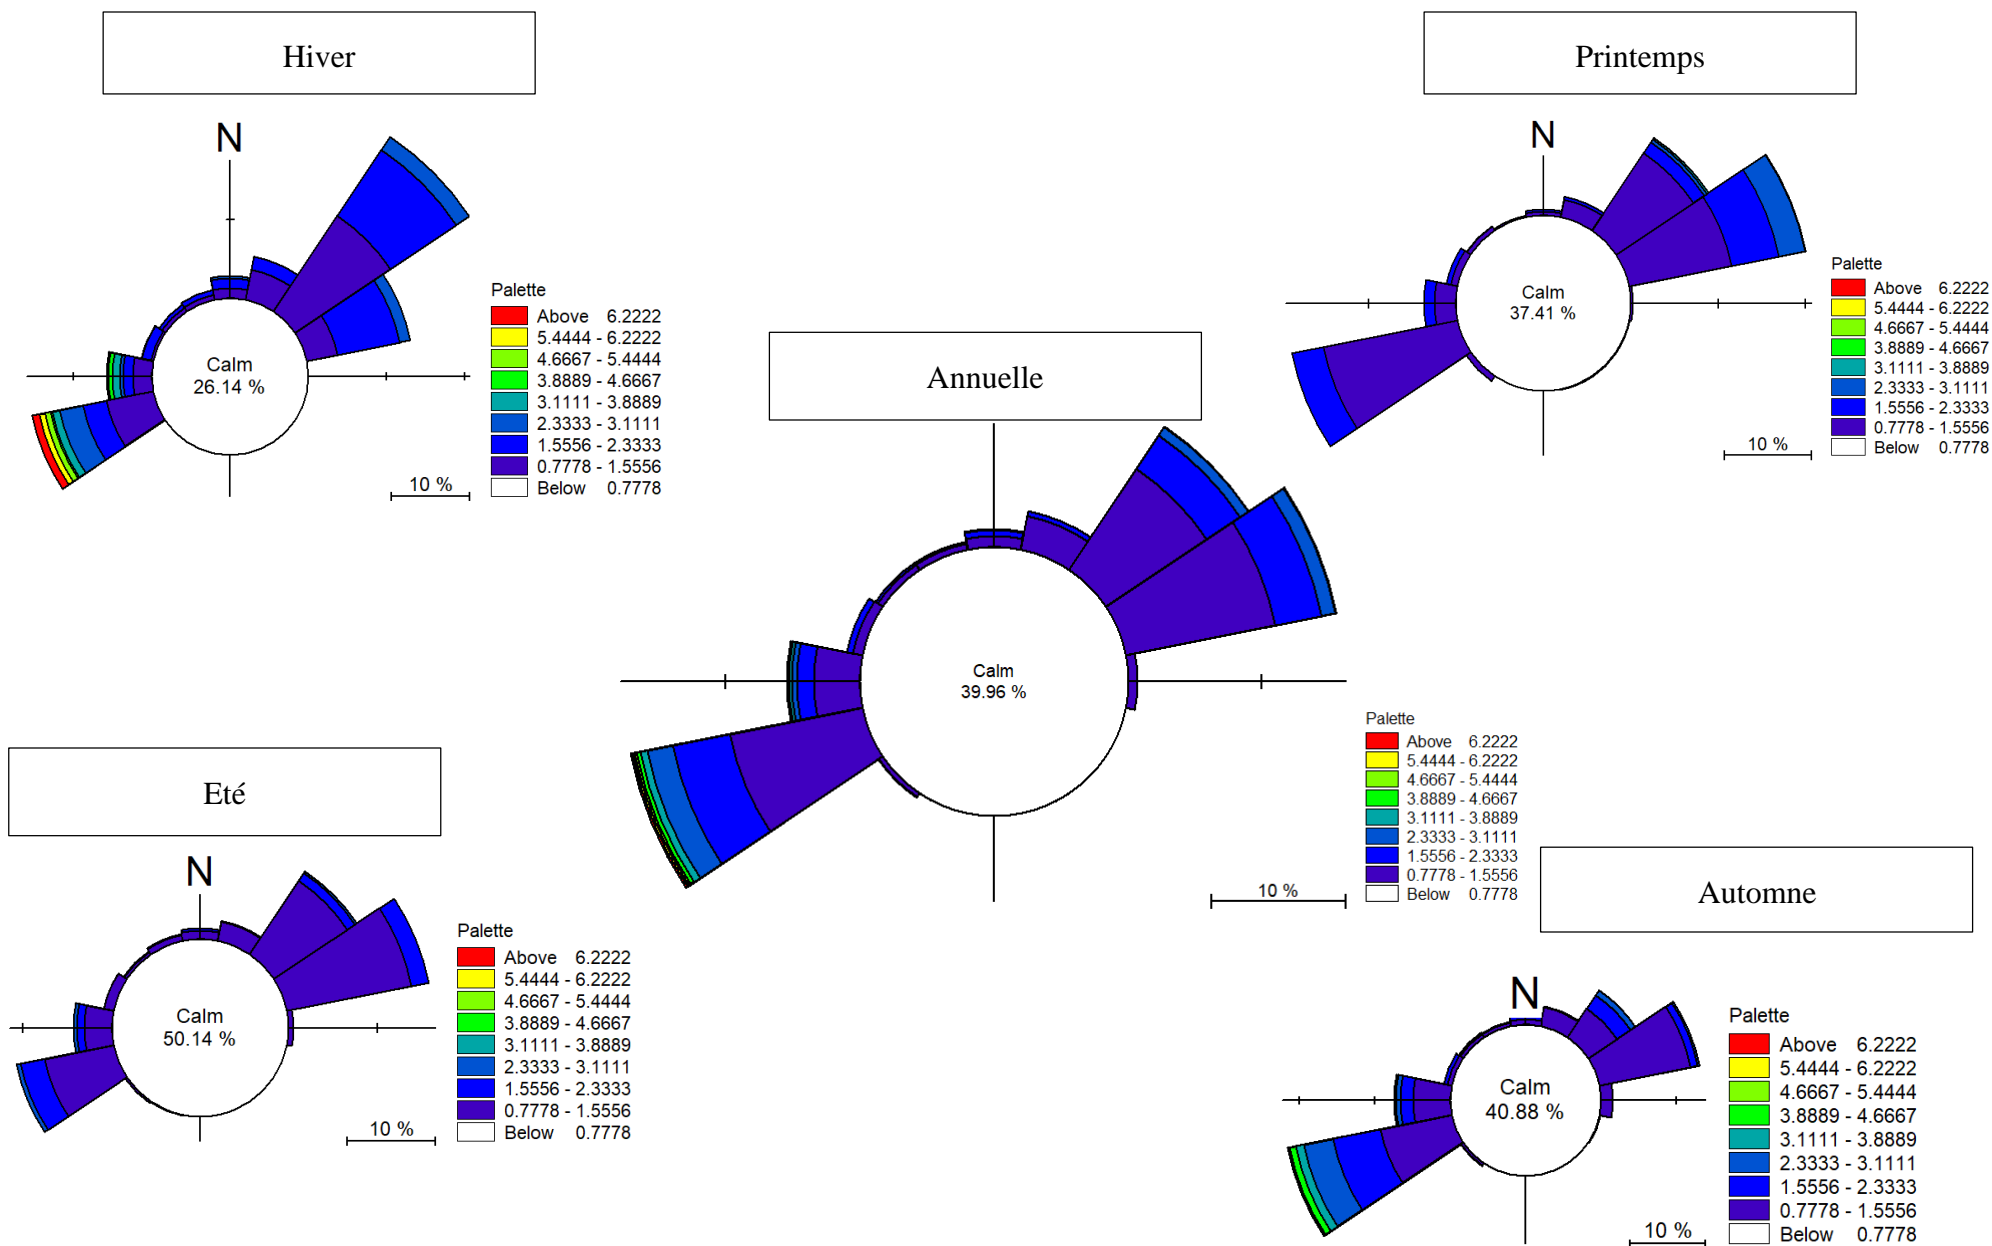 Hiver
N
Calm
26.14 %
10 %
Palette
Above 6.2222
5.4444 - 6.2222
4.6667 - 5.4444
3.8889 - 4.6667
3.1111 - 3.8889
2.3333 - 3.1111
1.5556 - 2.3333
0.7778 - 1.5556
Below 0.7778
Printemps
N
Calm
37.41 %
10 %
Palette
Above 6.2222
5.4444 - 6.2222
4.6667 - 5.4444
3.8889 - 4.6667
3.1111 - 3.8889
2.3333 - 3.1111
1.5556 - 2.3333
0.7778 - 1.5556
Below 0.7778
Annuelle
Calm
39.96 %
10 %
Palette
Above 6.2222
5.4444 - 6.2222
4.6667 - 5.4444
3.8889 - 4.6667
3.1111 - 3.8889
2.3333 - 3.1111
1.5556 - 2.3333
0.7778 - 1.5556
Below 0.7778
Eté
N
Calm
50.14 %
10 %
Palette
Above 6.2222
5.4444 - 6.2222
4.6667 - 5.4444
3.8889 - 4.6667
3.1111 - 3.8889
2.3333 - 3.1111
1.5556 - 2.3333
0.7778 - 1.5556
Below 0.7778
Automne
N
Calm
40.88 %
10 %
Palette
Above 6.2222
5.4444 - 6.2222
4.6667 - 5.4444
3.8889 - 4.6667
3.1111 - 3.8889
2.3333 - 3.1111
1.5556 - 2.3333
0.7778 - 1.5556
Below 0.7778